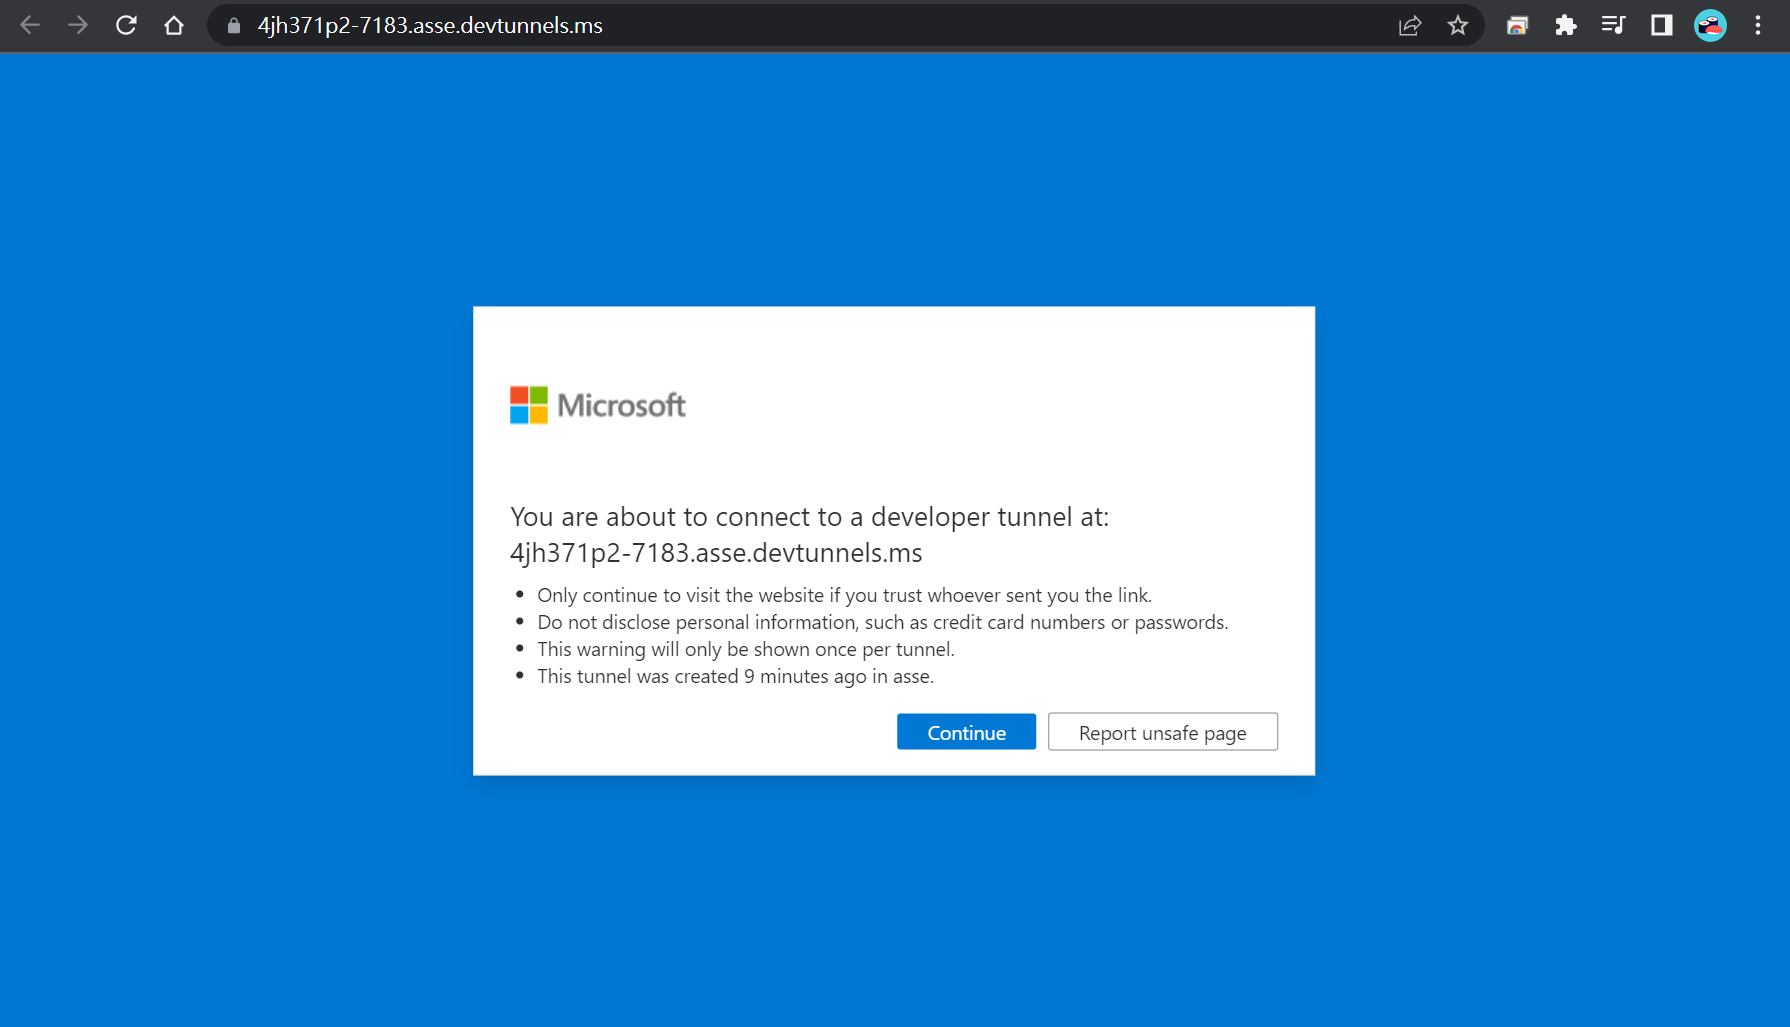 4jh371p2-7183.asse.devtunnels.ms
Microsoft
You are about to connect to a developer tunnel at:
4jh371p2-7183.asse.devtunnels.ms
• Only continue to visit the website if you trust whoever sent you the link.
• Do not disclose personal information, such as credit card numbers or passwords.
• This warning will only be shown once per tunnel.
• This tunnel was created 9 minutes ago in asse.
Continue
Report unsafe page